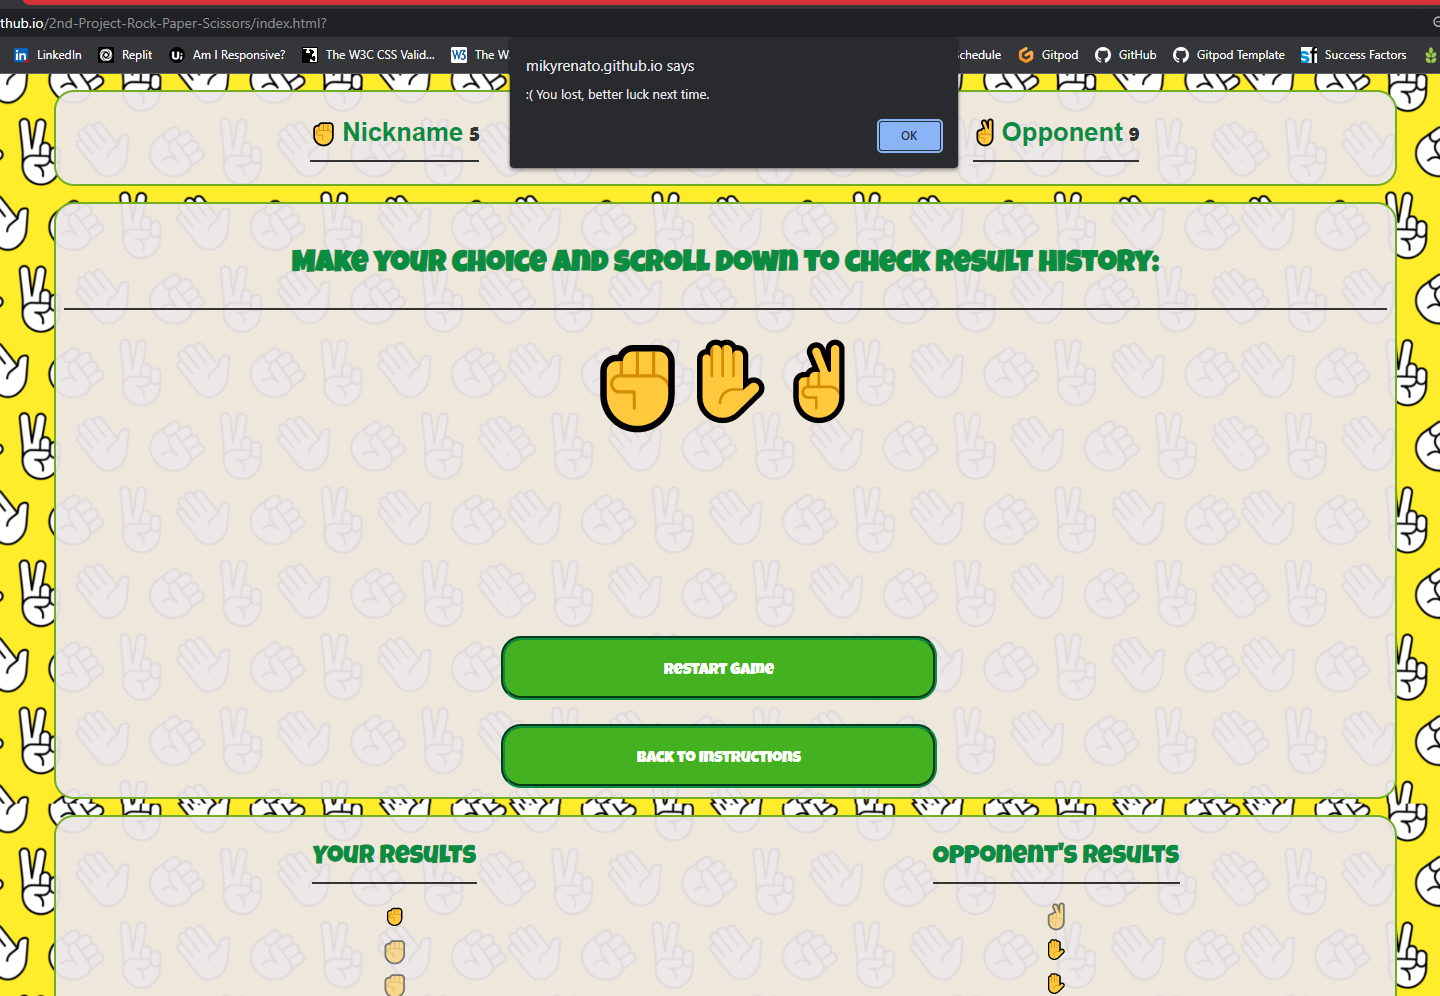 thub.io/2nd-Project-Rock-Paper-Scissors/index.html?
LinkedIn
Replit
Am I Responsive?
The W3C CSS Valid...
The W
chedule
Gitpod
GitHub
Gitpod Template
Success Factors
mikyrenato.github.io says
:( You lost, better luck next time.
OK
Nickname 5
Opponent 9
Make your choice and scroll down to check result history:
Restart Game
Back to Instructions
Your Results
Opponent's Results